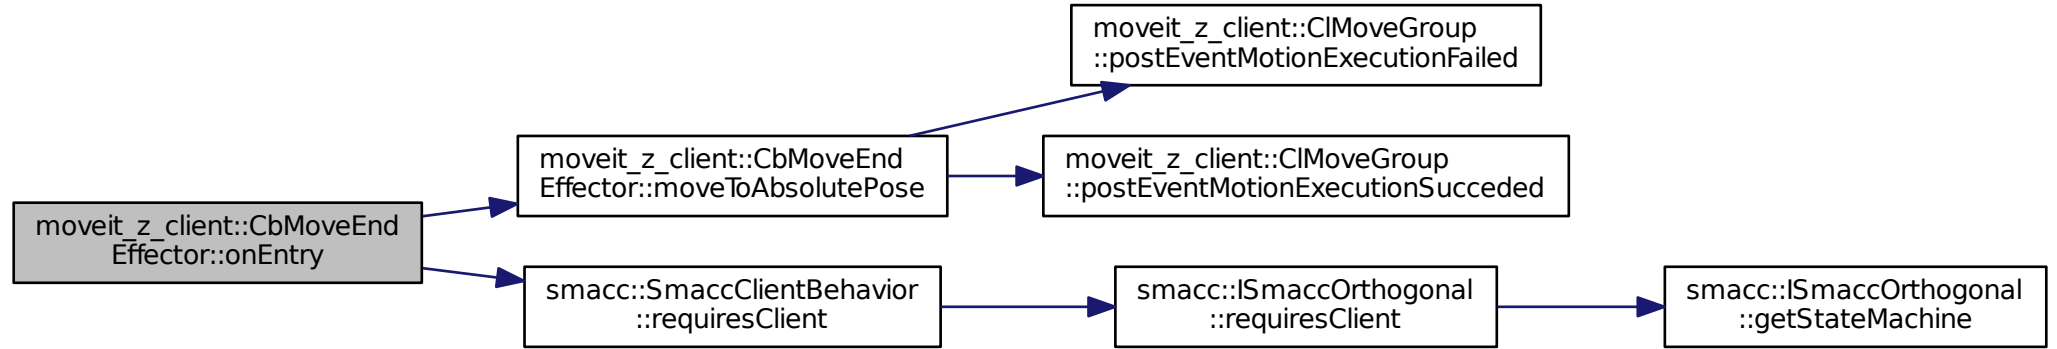 moveit_z_client::ClMoveGroup
::postEventMotionExecutionFailed
moveit_z_client::CbMoveEnd
Effector::moveToAbsolutePose
moveit_z_client::ClMoveGroup
::postEventMotionExecutionSucceded
moveit_z_client::CbMoveEnd
Effector::onEntry
smacc::SmaccClientBehavior
::requiresClient
smacc::ISmaccOrthogonal
::requiresClient
smacc::ISmaccOrthogonal
::getStateMachine